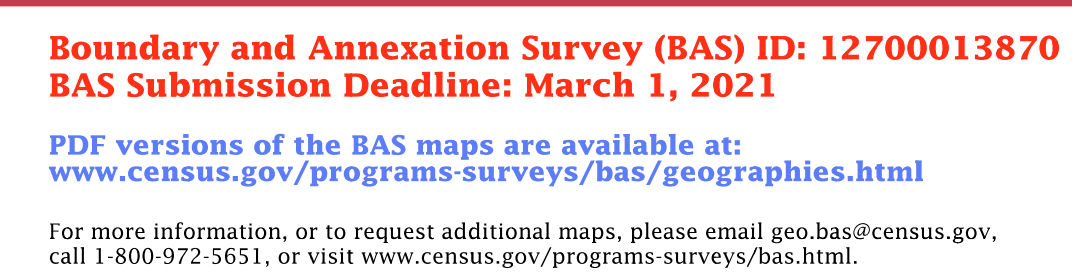 Boundary and Annexation Survey (BAS) ID: 12700013870
BAS Submission Deadline: March 1, 2021
PDF versions of the BAS maps are available at:
www.census.gov/programs-surveys/bas/geographies.html
For more information, or to request additional maps, please email geo.bas@census.gov,
call 1-800-972-5651, or visit www.census.gov/programs-surveys/bas.html.